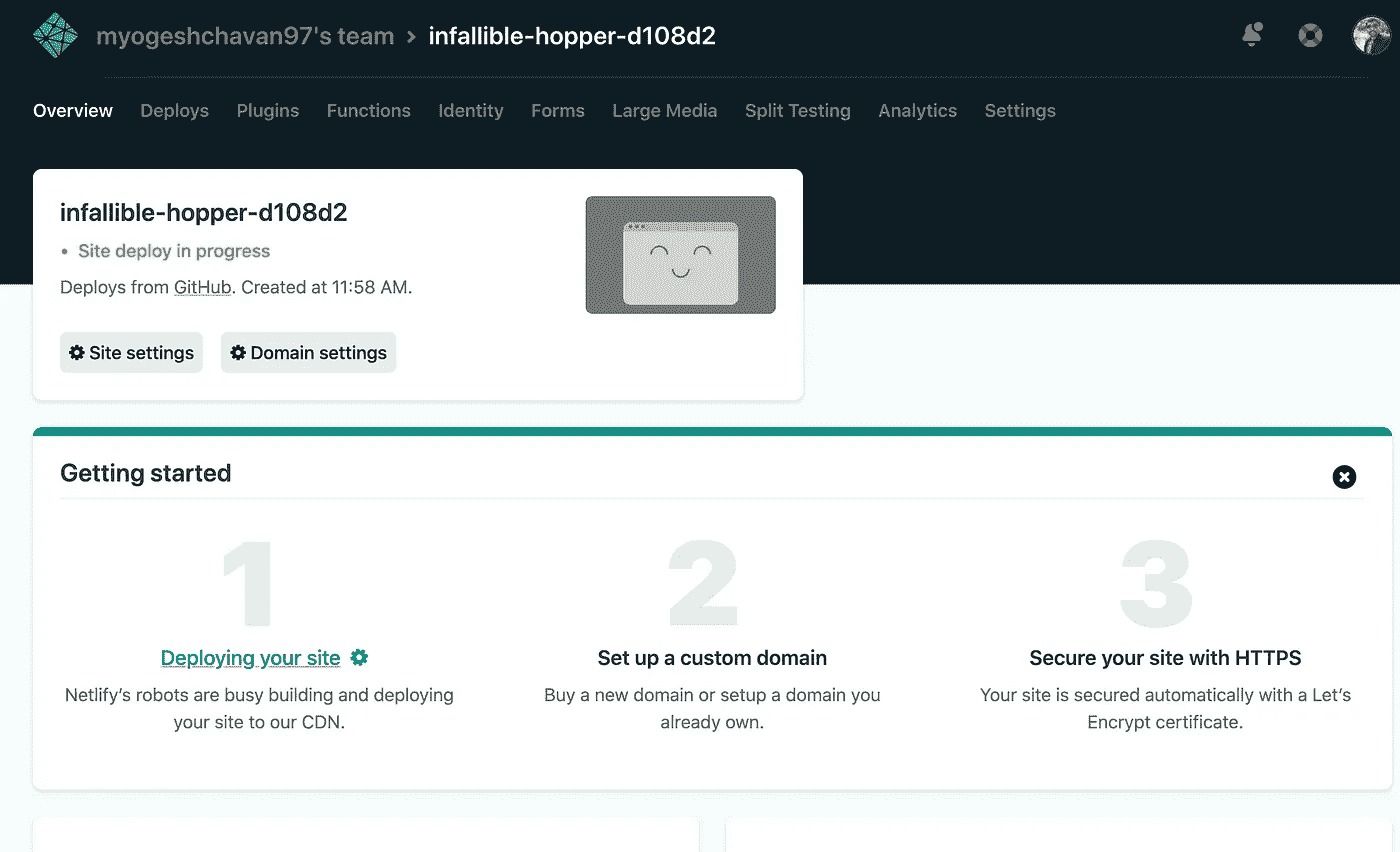 myogeshchavan97's team > infallible-hopper-d108d2
Overview Deploys Plugins Functions Identity Forms Large Media Split Testing Analytics Settings
infallible-hopper-d108d2
• Site deploy in progress
Deploys from GitHub. Created at 11:58 AM.
Site settings Domain settings
Getting started
1
Deploying your site
Netlify’s robots are busy building and deploying
your site to our CDN.
2
Set up a custom domain
Buy a new domain or setup a domain you
already own.
3
Secure your site with HTTPS
Your site is secured automatically with a Let’s
Encrypt certificate.